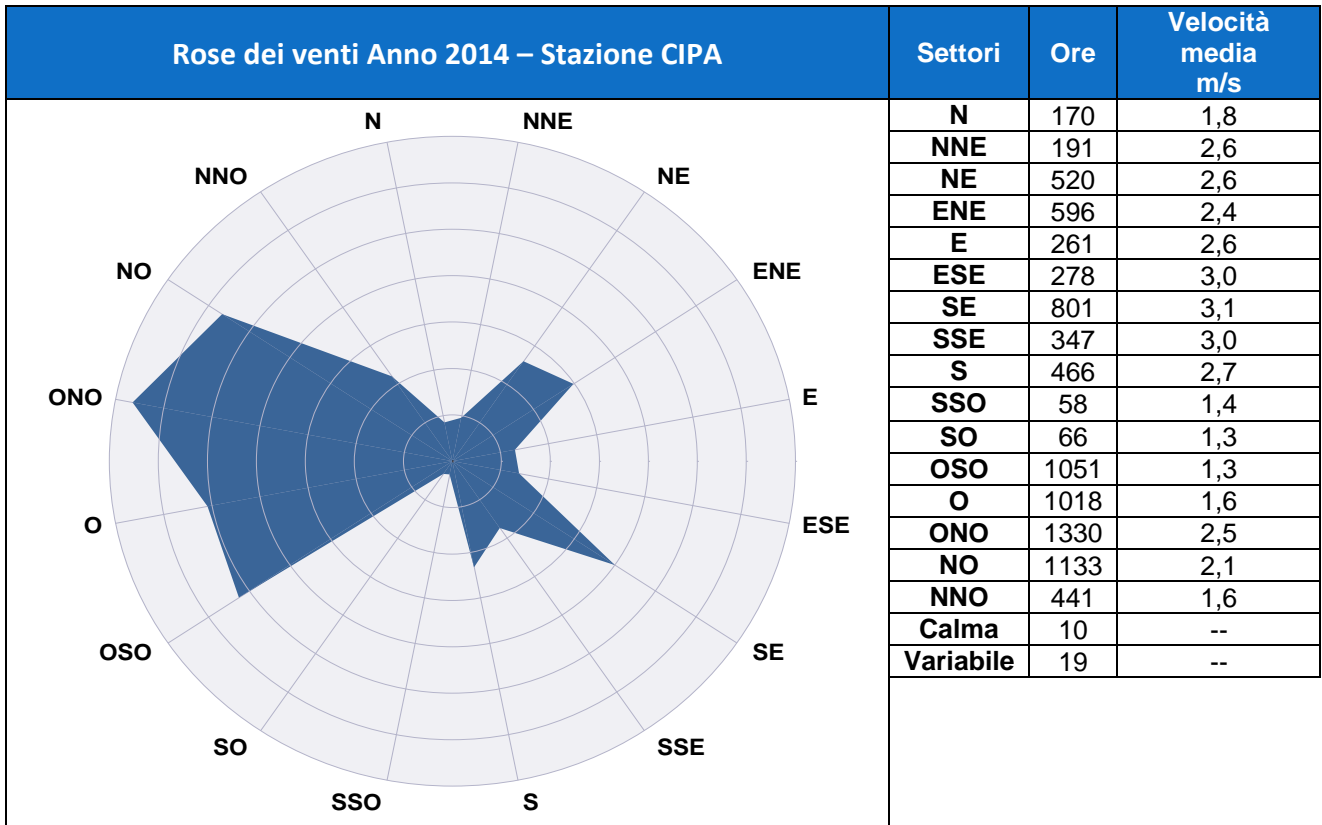 Rose dei venti Anno 2014 – Stazione CIPA
Settori Ore Velocità media m/s
N 170 1,8
NNE 191 2,6
NE 520 2,6
ENE 596 2,4
E 261 2,6
ESE 278 3,0
SE 801 3,1
SSE 347 3,0
S 466 2,7
SSO 58 1,4
SO 66 1,3
OSO 1051 1,3
O 1018 1,6
ONO 1330 2,5
NO 1133 2,1
NNO 441 1,6
Calma 10 --
Variabile 19 --
N
NNE
NE
ENE
E
ESE
SE
SSE
S
SSO
SO
OSO
O
ONO
NO
NNO